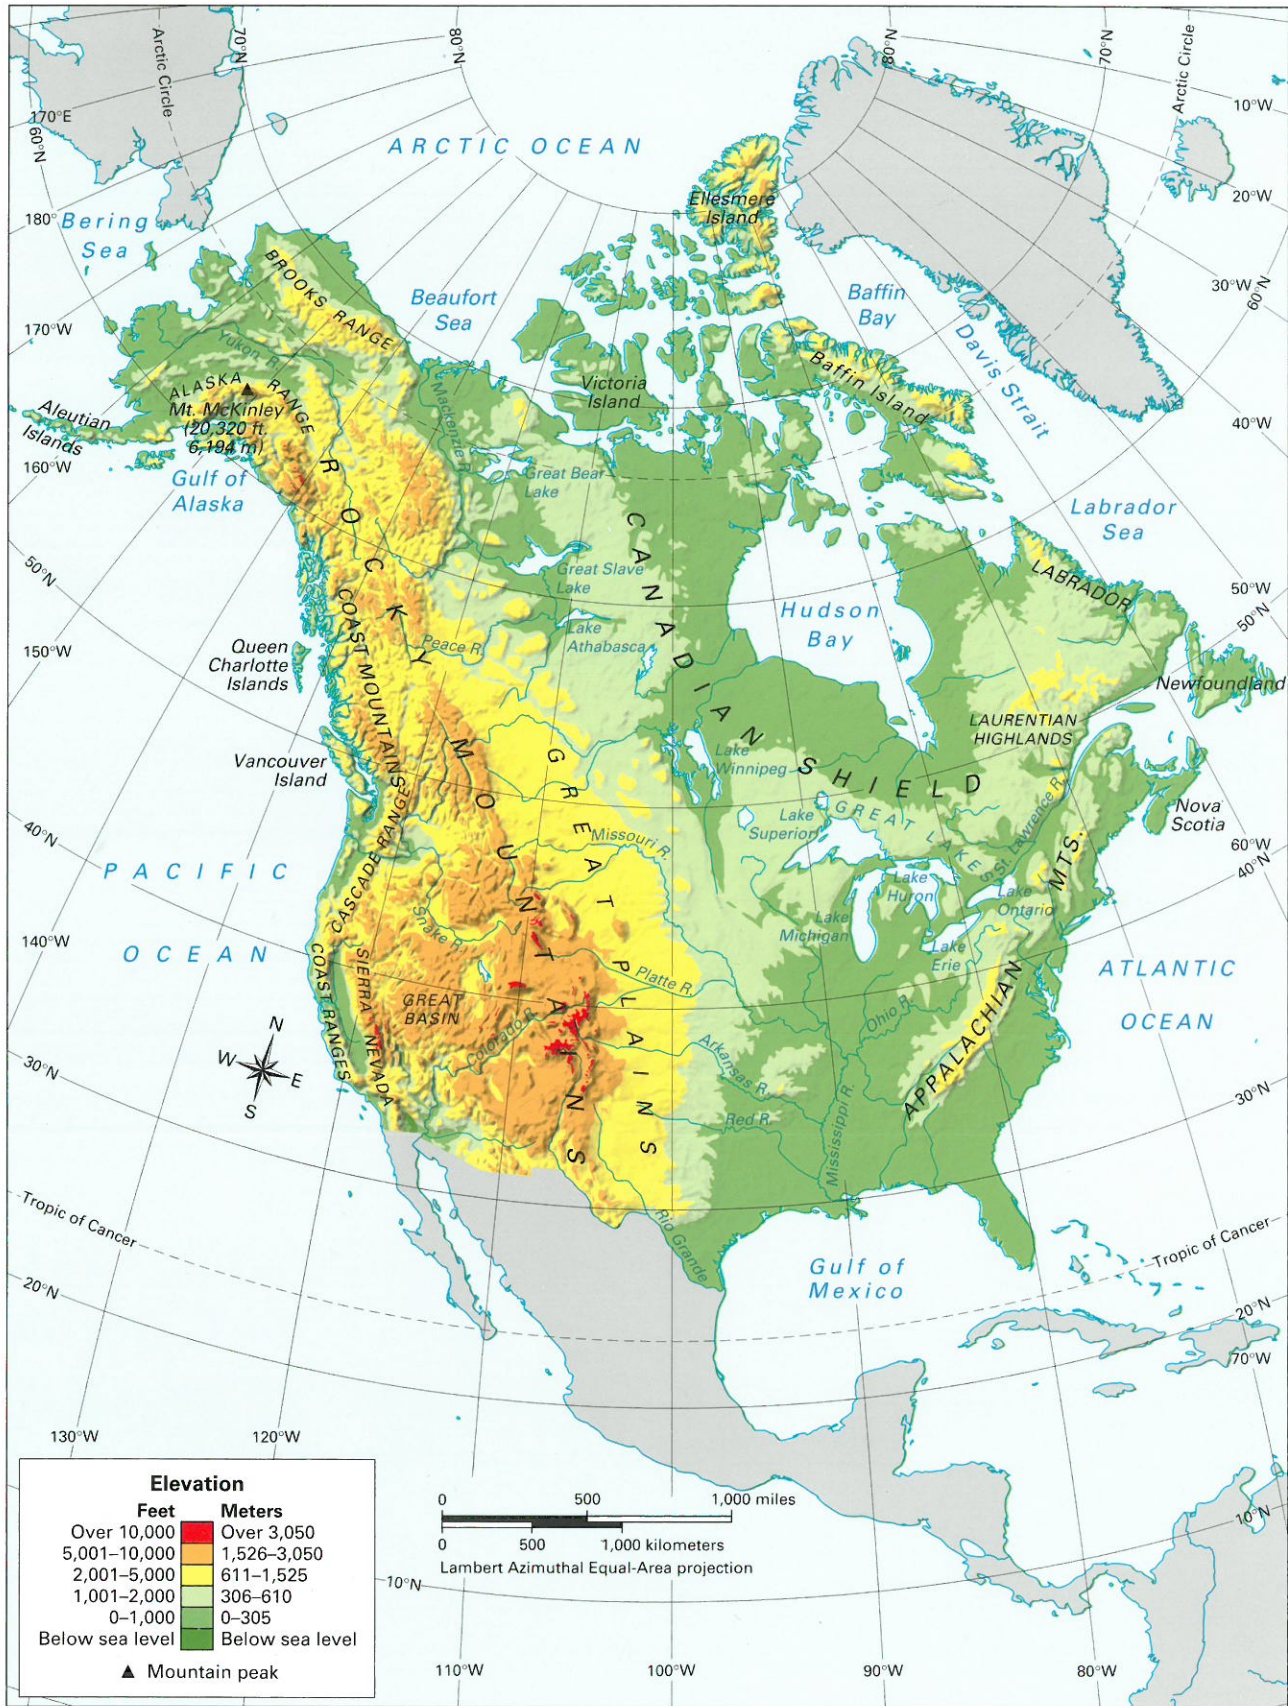 70°N
80°N
80°N
70°N
Arctic Circle
Arctic Circle
10°W
170°E
60°N
ARCTIC OCEAN
20°W
180°
Bering
Sea
Ellesmere
Island
30°W
60°N
BROOKS RANGE
Beaufort
Sea
Baffin
Bay
Davis Strait
170°W
Yukon R.
ALASKA RANGE
Mt. McKinley
(20,320 ft.
6,194 m)
Mackenzie R.
Victoria
Island
Baffin Island
40°W
Aleutian
Islands
160°W
Gulf of
Alaska
Great Bear
Lake
Labrador
Sea
50°N
ROCKY MOUNTAINS
CANADIAN SHIELD
Great Slave
Lake
LABRADOR
50°W
50°N
COAST MOUNTAINS
Hudson
Bay
150°W
Queen
Charlotte
Islands
Peace R.
Lake
Athabasca
Newfoundland
LAURENTIAN
HIGHLANDS
Vancouver
Island
GREAT PLAINS
Lake
Winnipeg
Nova
Scotia
40°N
CASCADE RANGE
Missouri R.
Lake
Superior
GREAT LAKES
St. Lawrence R.
60°W
40°N
PACIFIC
OCEAN
Lake
Huron
Lake
Ontario
Lake
Michigan
Lake
Erie
APPALACHIAN MTS.
140°W
Snake R.
COAST RANGES
SIERRA NEVADA
GREAT
BASIN
Platte R.
Colorado R.
Ohio R.
ATLANTIC
OCEAN
N
W
E
S
30°N
Arkansas R.
Red R.
Mississippi R.
30°N
Tropic of Cancer
Rio Grande
Gulf of
Mexico
Tropic of Cancer
20°N
20°N
70°W
130°W
120°W
10°N
10°N
110°W
100°W
90°W
80°W
Elevation
Feet Meters
Over 10,000 Over 3,050
5,001–10,000 1,526–3,050
2,001–5,000 611–1,525
1,001–2,000 306–610
0–1,000 0–305
Below sea level Below sea level
▲ Mountain peak
0 500 1,000 miles
0 500 1,000 kilometers
Lambert Azimuthal Equal-Area projection